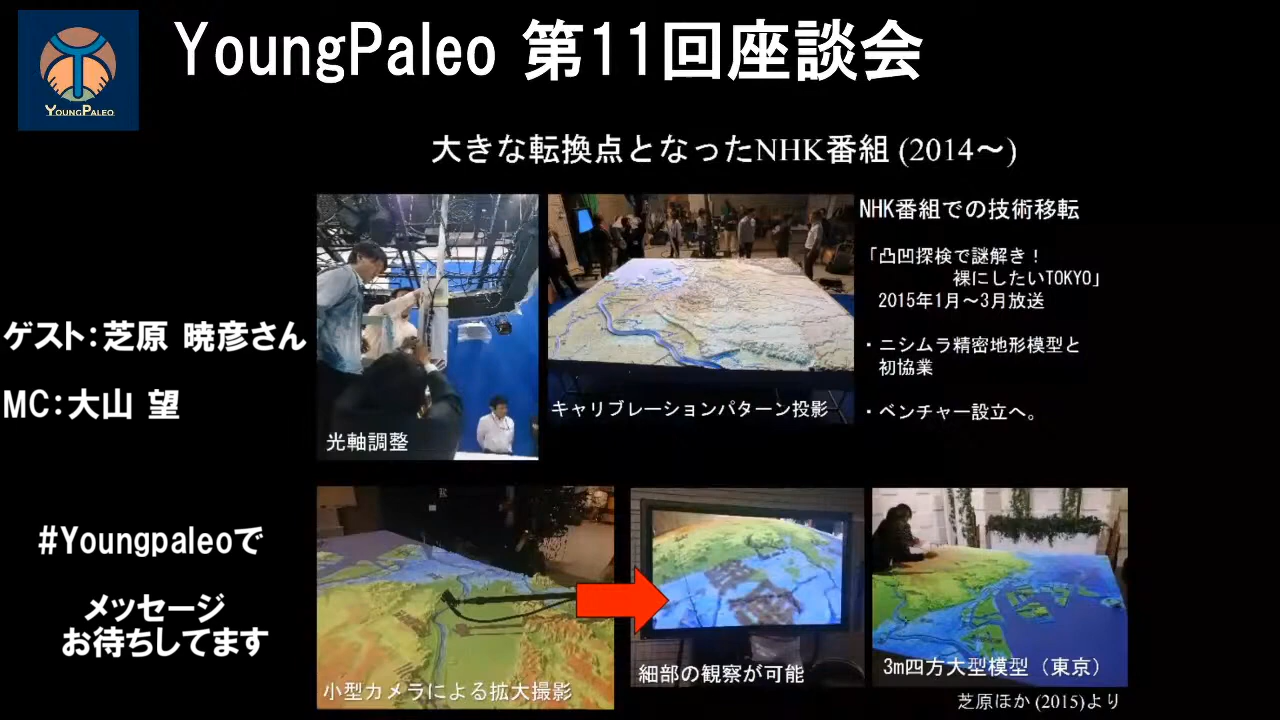 YoungPaleo 第11回座談会
YOUNGPALEO
大きな転換点となったNHK番組 (2014～)
NHK番組での技術移転
「凸凹探検で謎解き！
裸にしたいTOKYO」
2015年1月～3月放送
・ニシムラ精密地形模型と
初協業
・ベンチャー設立へ。
ゲスト：芝原 暁彦さん
MC：大山 望
光軸調整
キャリブレーションパターン投影
#Youngpaleoで
メッセージ
お待ちしてます
小型カメラによる拡大撮影
細部の観察が可能
3m四方大型模型（東京）
芝原ほか (2015)より